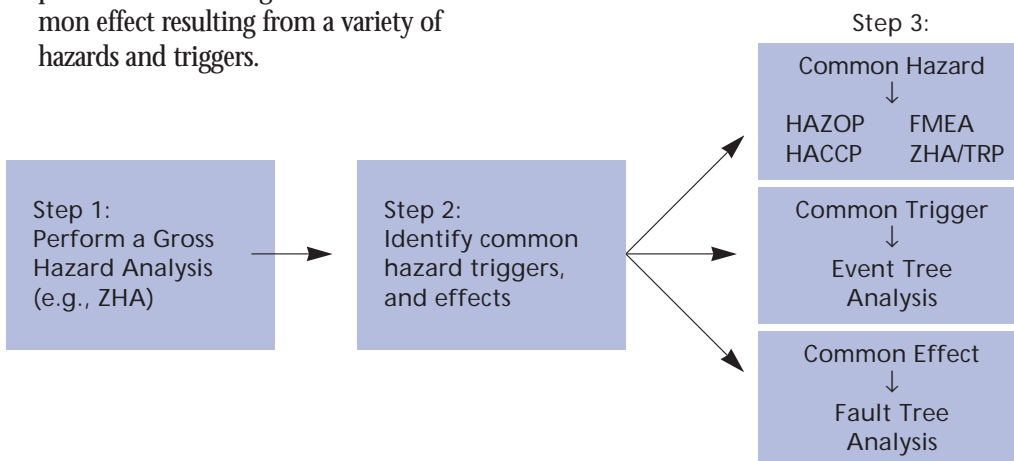 mon effect resulting from a variety of
hazards and triggers.
Step 1:
Perform a Gross
Hazard Analysis
(e.g., ZHA)
Step 2:
Identify common
hazard triggers,
and effects
Step 3:
Common Hazard
↓
HAZOP FMEA
HACCP ZHA/TRP
Common Trigger
↓
Event Tree
Analysis
Common Effect
↓
Fault Tree
Analysis